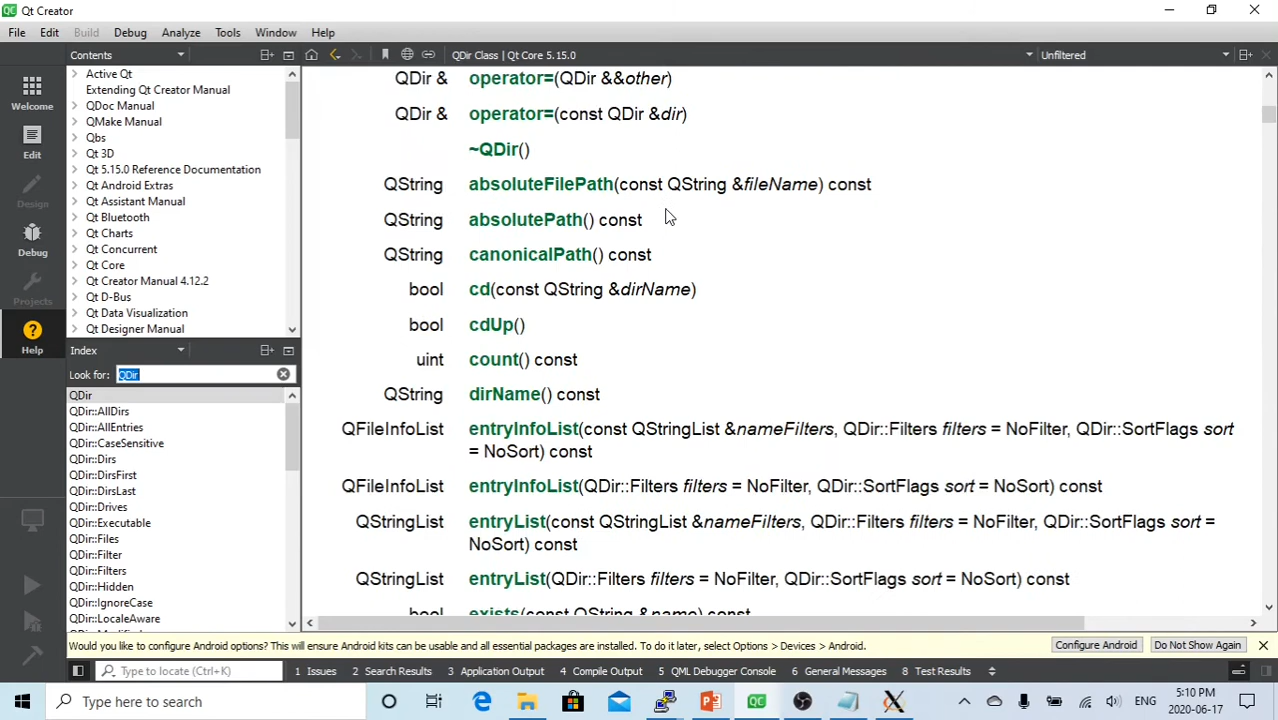 Qt Creator
File Edit Build Debug Analyze Tools Window Help
Contents
QDir Class | Qt Core 5.15.0
Unfiltered
Welcome
Edit
Design
Debug
Projects
Help
Active Qt
Extending Qt Creator Manual
QDoc Manual
QMake Manual
Qbs
Qt 3D
Qt 5.15.0 Reference Documentation
Qt Android Extras
Qt Assistant Manual
Qt Bluetooth
Qt Charts
Qt Concurrent
Qt Core
Qt Creator Manual 4.12.2
Qt D-Bus
Qt Data Visualization
Qt Designer Manual
Index
Look for: QDir
QDir
QDir::AllDirs
QDir::AllEntries
QDir::CaseSensitive
QDir::Dirs
QDir::DirsFirst
QDir::DirsLast
QDir::Drives
QDir::Executable
QDir::Files
QDir::Filter
QDir::Filters
QDir::Hidden
QDir::IgnoreCase
QDir::LocaleAware
QDir & operator=(QDir &&other)
QDir & operator=(const QDir &dir)
~QDir()
QString absoluteFilePath(const QString &fileName) const
QString absolutePath() const
QString canonicalPath() const
bool cd(const QString &dirName)
bool cdUp()
uint count() const
QString dirName() const
QFileInfoList entryInfoList(const QStringList &nameFilters, QDir::Filters filters = NoFilter, QDir::SortFlags sort
= NoSort) const
QFileInfoList entryInfoList(QDir::Filters filters = NoFilter, QDir::SortFlags sort = NoSort) const
QStringList entryList(const QStringList &nameFilters, QDir::Filters filters = NoFilter, QDir::SortFlags sort =
NoSort) const
QStringList entryList(QDir::Filters filters = NoFilter, QDir::SortFlags sort = NoSort) const
bool exists(const QString &name) const
Would you like to configure Android options? This will ensure Android kits can be usable and all essential packages are installed. To do it later, select Options > Devices > Android.
Configure Android
Do Not Show Again
Type to locate (Ctrl+K)
1 Issues 2 Search Results 3 Application Output 4 Compile Output 5 QML Debugger Console 6 General Messages 8 Test Results
Type here to search
ENG
5:10 PM
2020-06-17